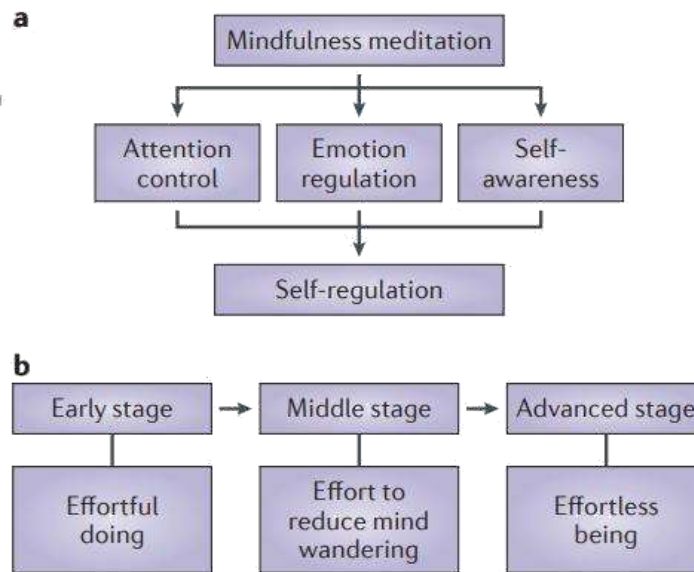 a
Mindfulness meditation
Attention
control
Emotion
regulation
Self-
awareness
Self-regulation
b
Early stage
Middle stage
Advanced stage
Effortful
doing
Effort to
reduce mind
wandering
Effortless
being